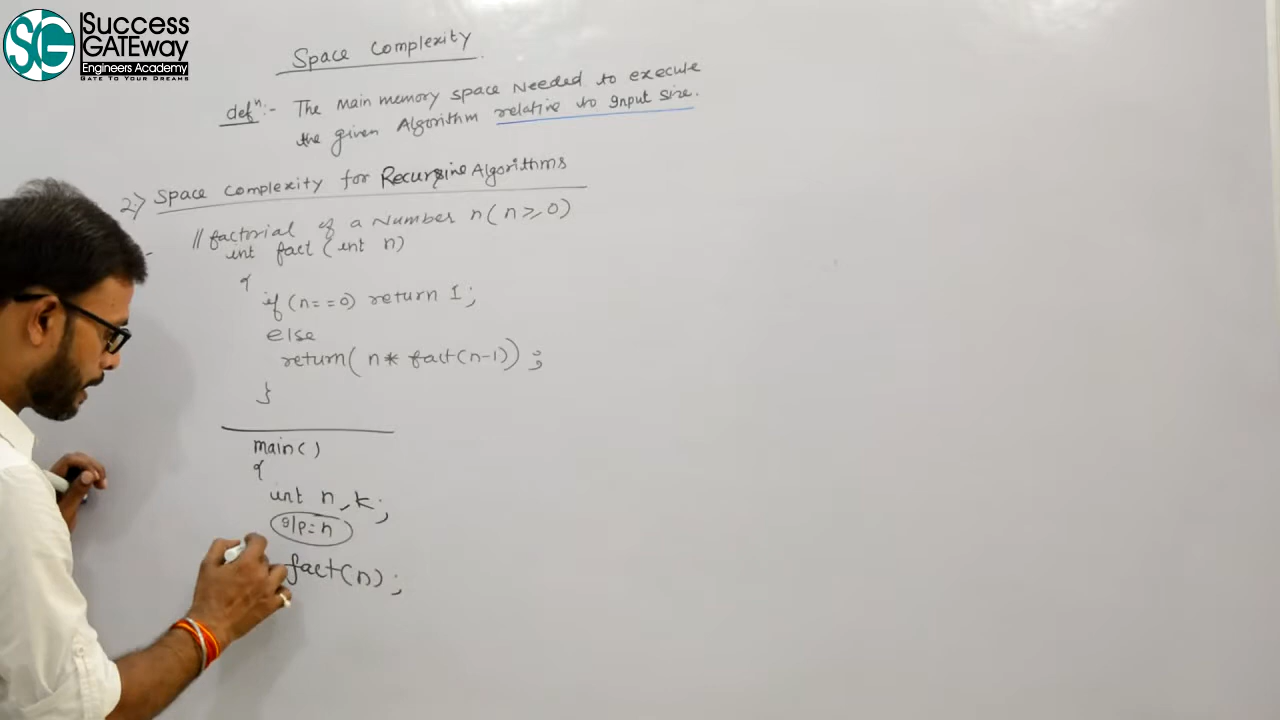 Success
GATEway
Engineers Academy
GATE TO YOUR DREAMS
SG
Space Complexity
defⁿ:- The main memory space Needed to execute
the given Algorithm relative to Input size.
2.> Space complexity for Recursive Algorithms
// factorial of a Number n(n≥0)
int fact (int n)
{
if (n==0) return 1;
else
return( n* fact(n-1)) ;
}
main()
{
int n, k;
I/p=n
fact(n);